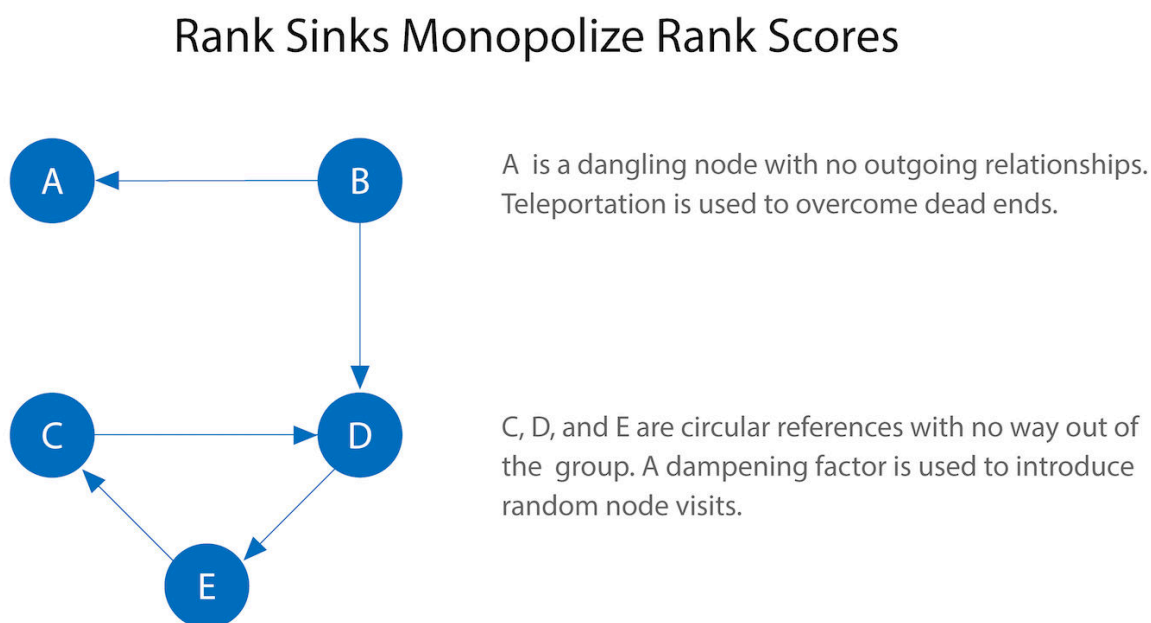 Rank Sinks Monopolize Rank Scores
A
B
A is a dangling node with no outgoing relationships.
Teleportation is used to overcome dead ends.
C
D
C, D, and E are circular references with no way out of
the group. A dampening factor is used to introduce
random node visits.
E